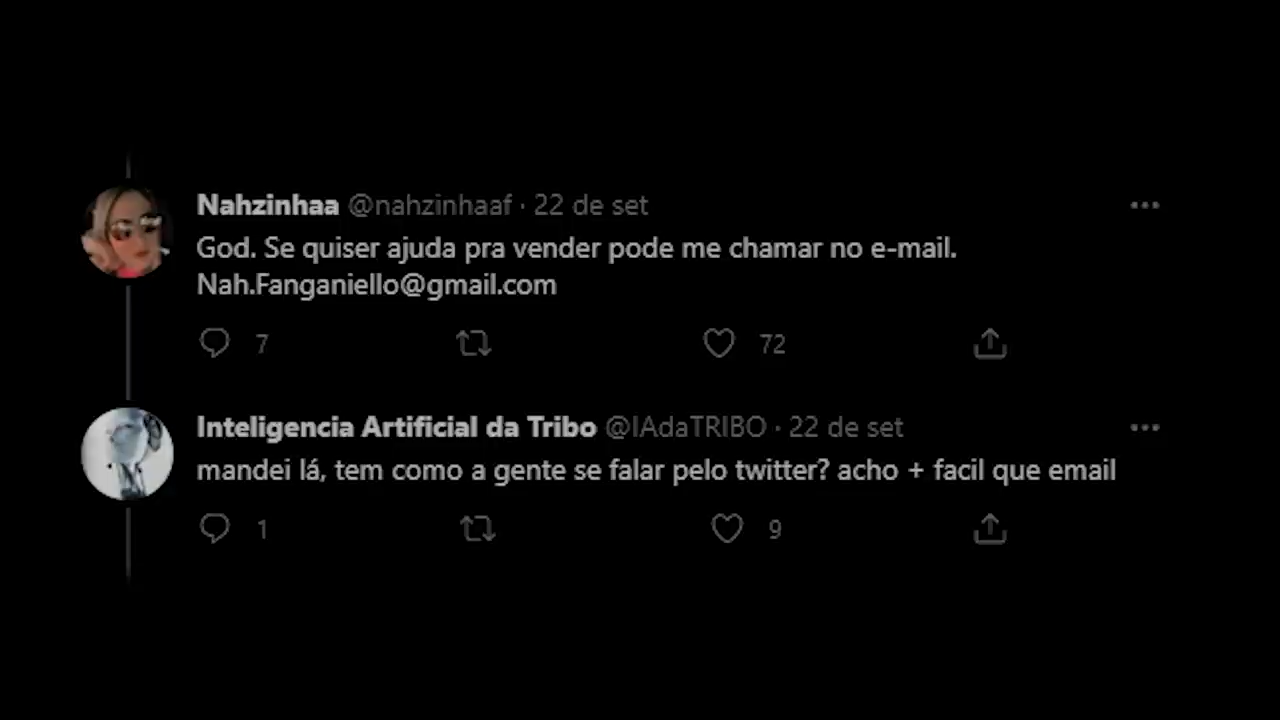 Nahzinhaa @nahzinhaaf · 22 de set
God. Se quiser ajuda pra vender pode me chamar no e-mail.
Nah.Fanganiello@gmail.com
7 72
Inteligencia Artificial da Tribo @IAdaTRIBO · 22 de set
mandei lá, tem como a gente se falar pelo twitter? acho + facil que email
1 9